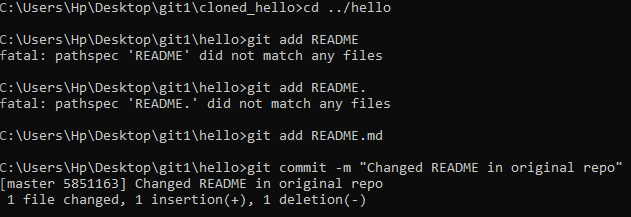 C:\Users\Hp\Desktop\git1\cloned_hello>cd ../hello
C:\Users\Hp\Desktop\git1\hello>git add README
fatal: pathspec 'README' did not match any files
C:\Users\Hp\Desktop\git1\hello>git add README.
fatal: pathspec 'README.' did not match any files
C:\Users\Hp\Desktop\git1\hello>git add README.md
C:\Users\Hp\Desktop\git1\hello>git commit -m "Changed README in original repo"
[master 5851163] Changed README in original repo
 1 file changed, 1 insertion(+), 1 deletion(-)